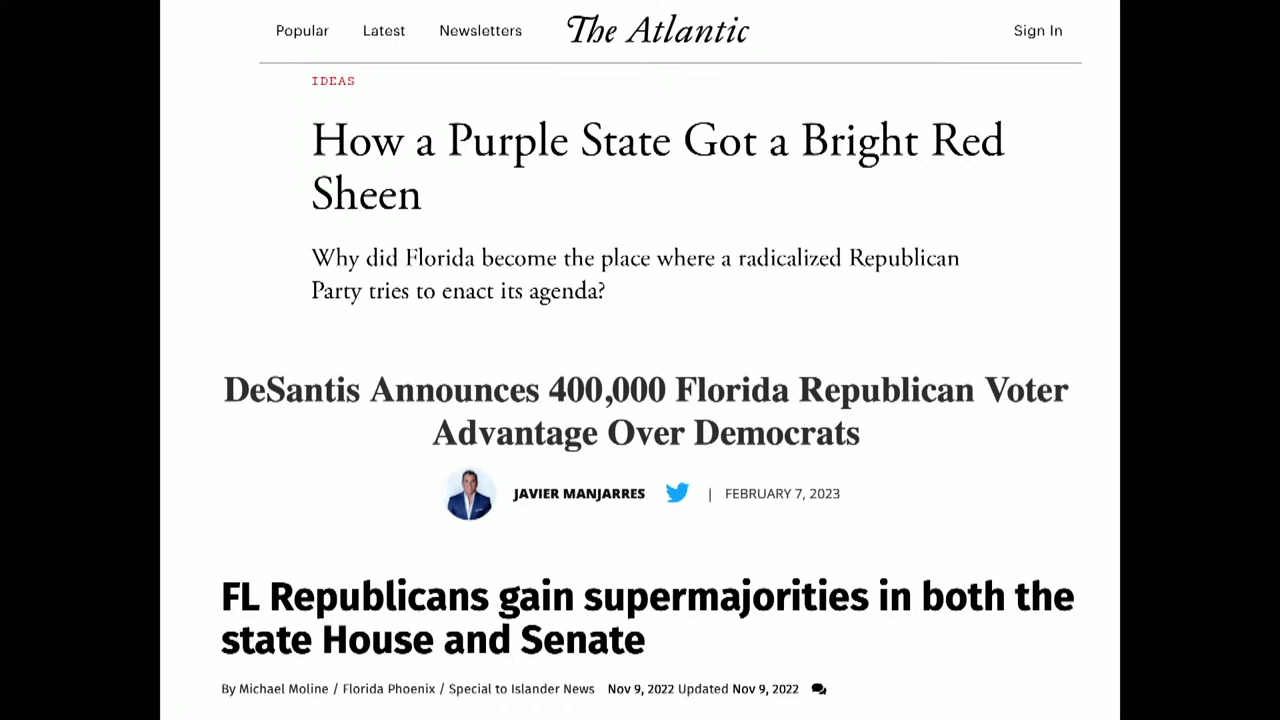 Popular Latest Newsletters The Atlantic Sign In
IDEAS
How a Purple State Got a Bright Red
Sheen
Why did Florida become the place where a radicalized Republican
Party tries to enact its agenda?
DeSantis Announces 400,000 Florida Republican Voter
Advantage Over Democrats
JAVIER MANJARRES | FEBRUARY 7, 2023
FL Republicans gain supermajorities in both the
state House and Senate
By Michael Moline / Florida Phoenix / Special to Islander News Nov 9, 2022 Updated Nov 9, 2022